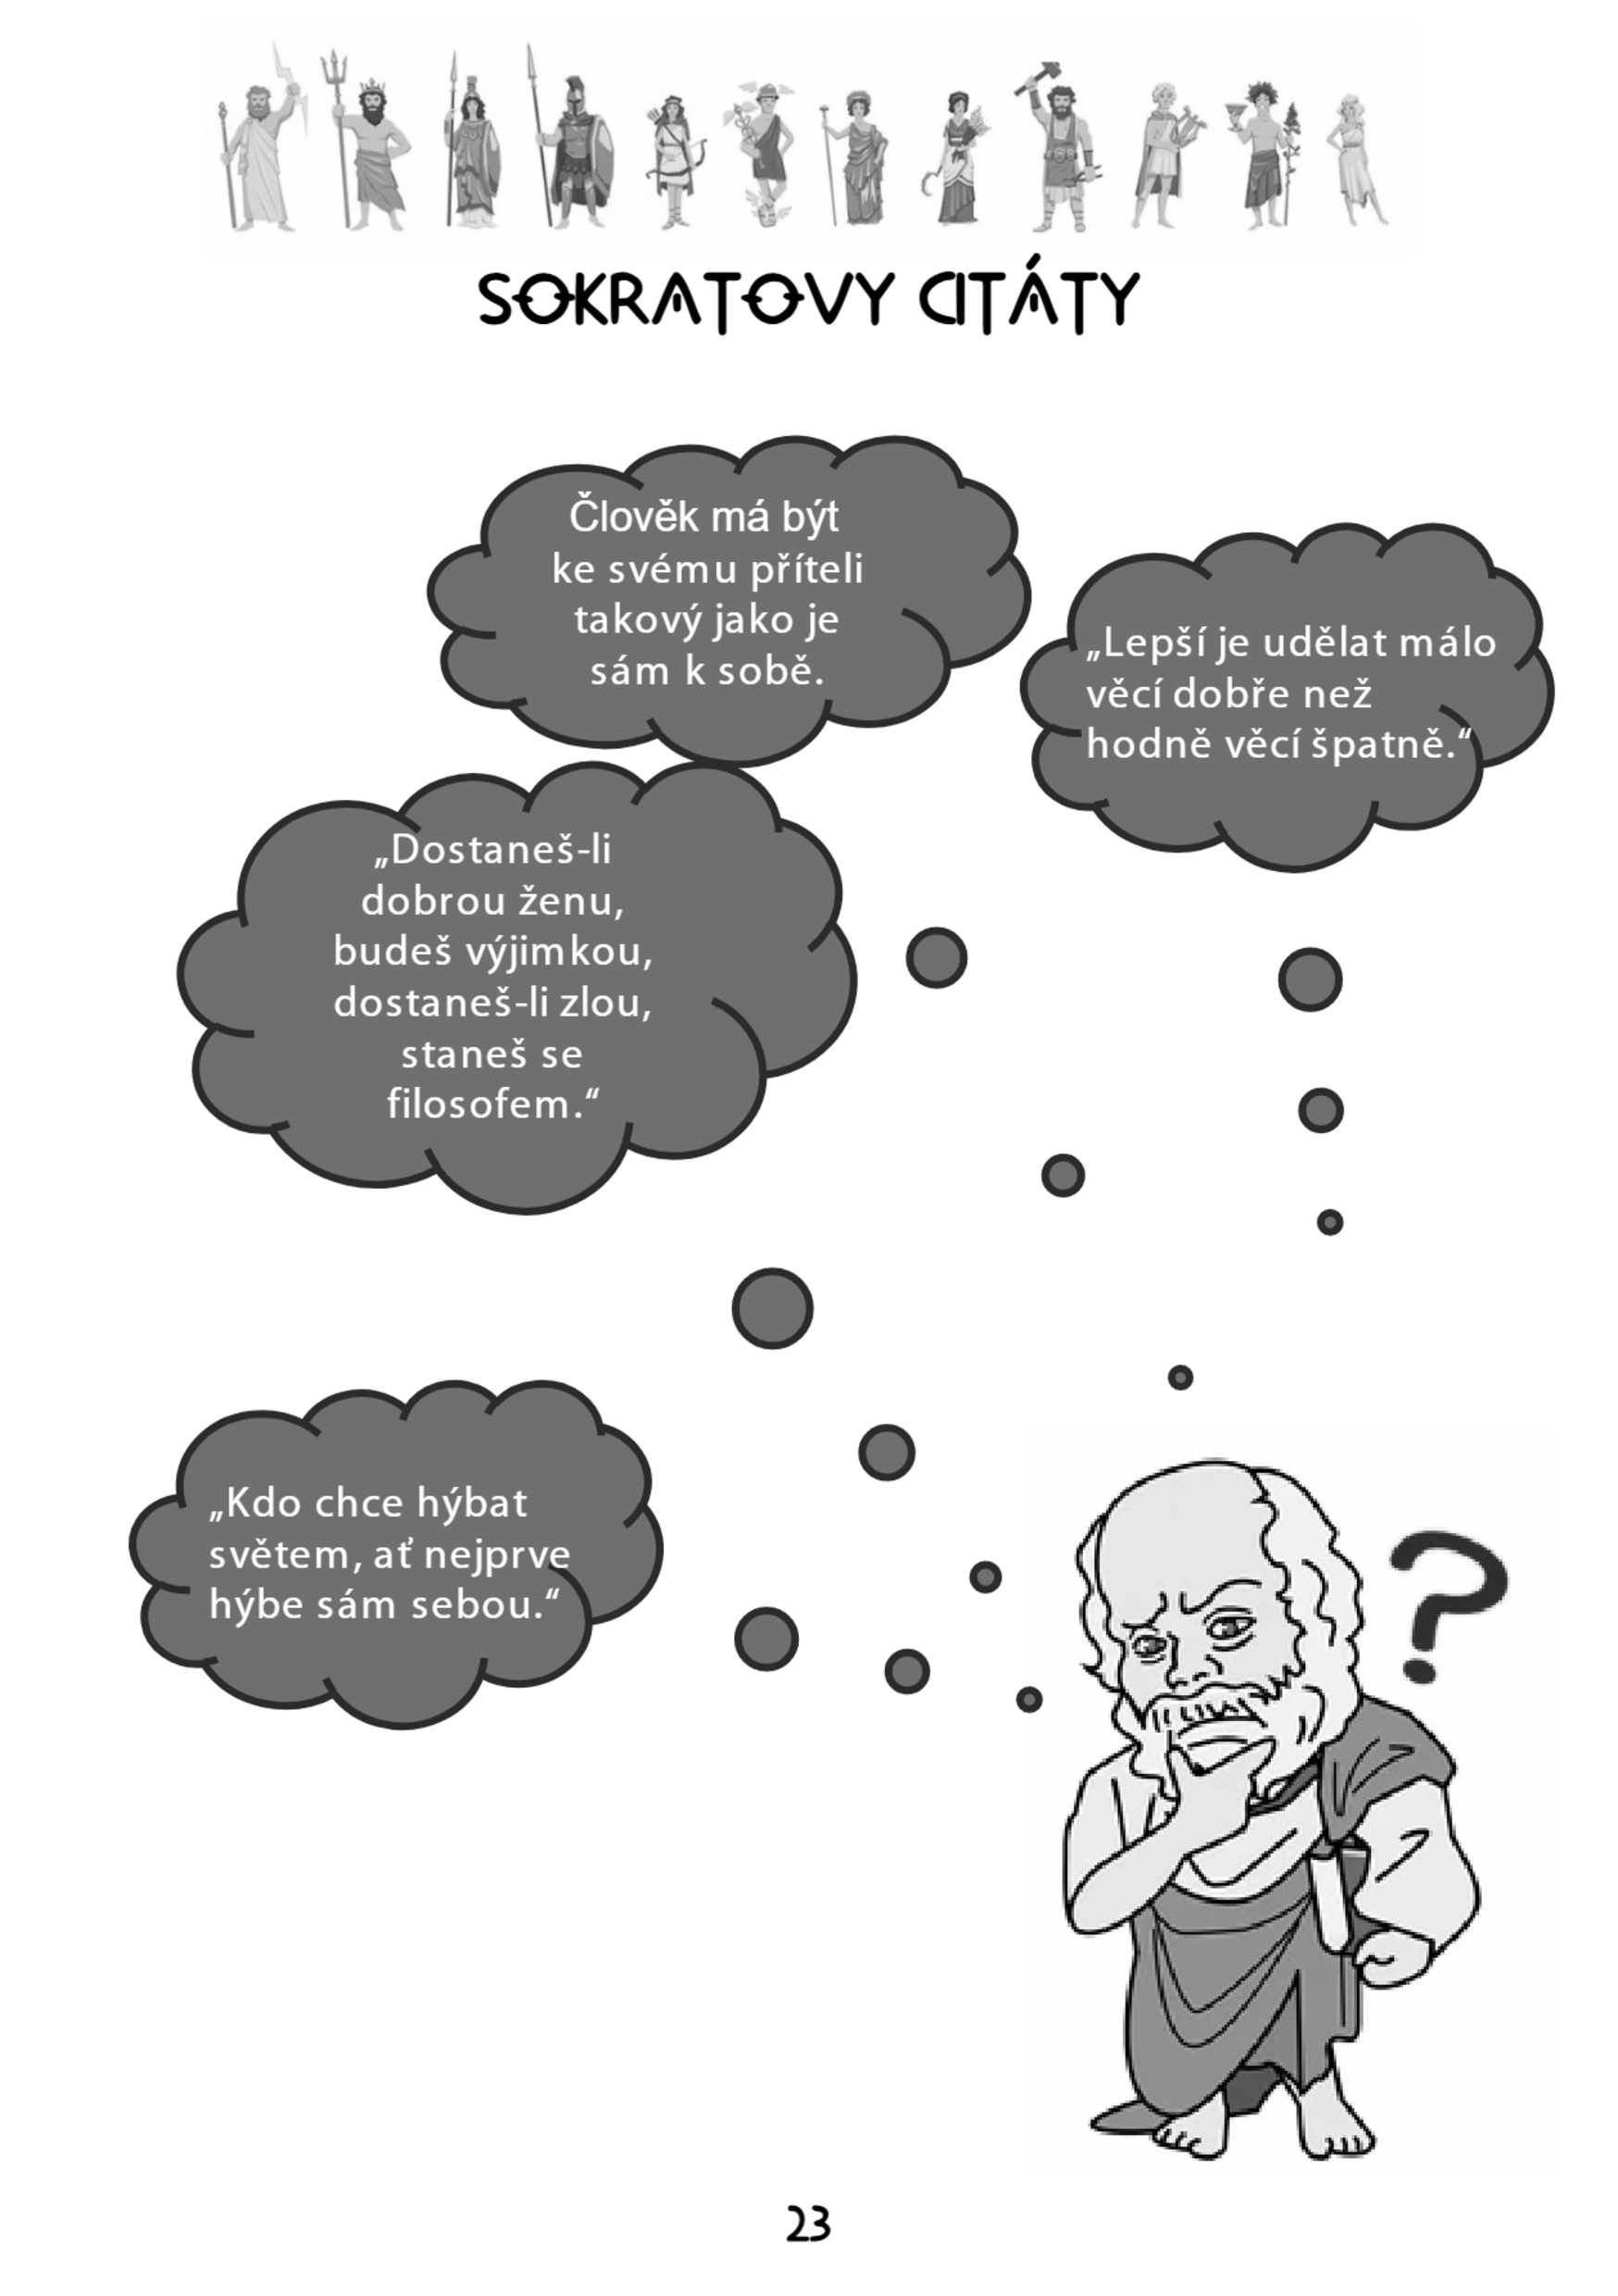 SOKRATOVY CITÁTY
Člověk má být
ke svému příteli
takový jako je
sám k sobě.
„Lepší je udělat málo
věcí dobře než
hodně věcí špatně.“
„Dostaneš-li
dobrou ženu,
budeš výjimkou,
dostaneš-li zlou,
staneš se
filosofem.“
„Kdo chce hýbat
světem, ať nejprve
hýbe sám sebou.“
?
23